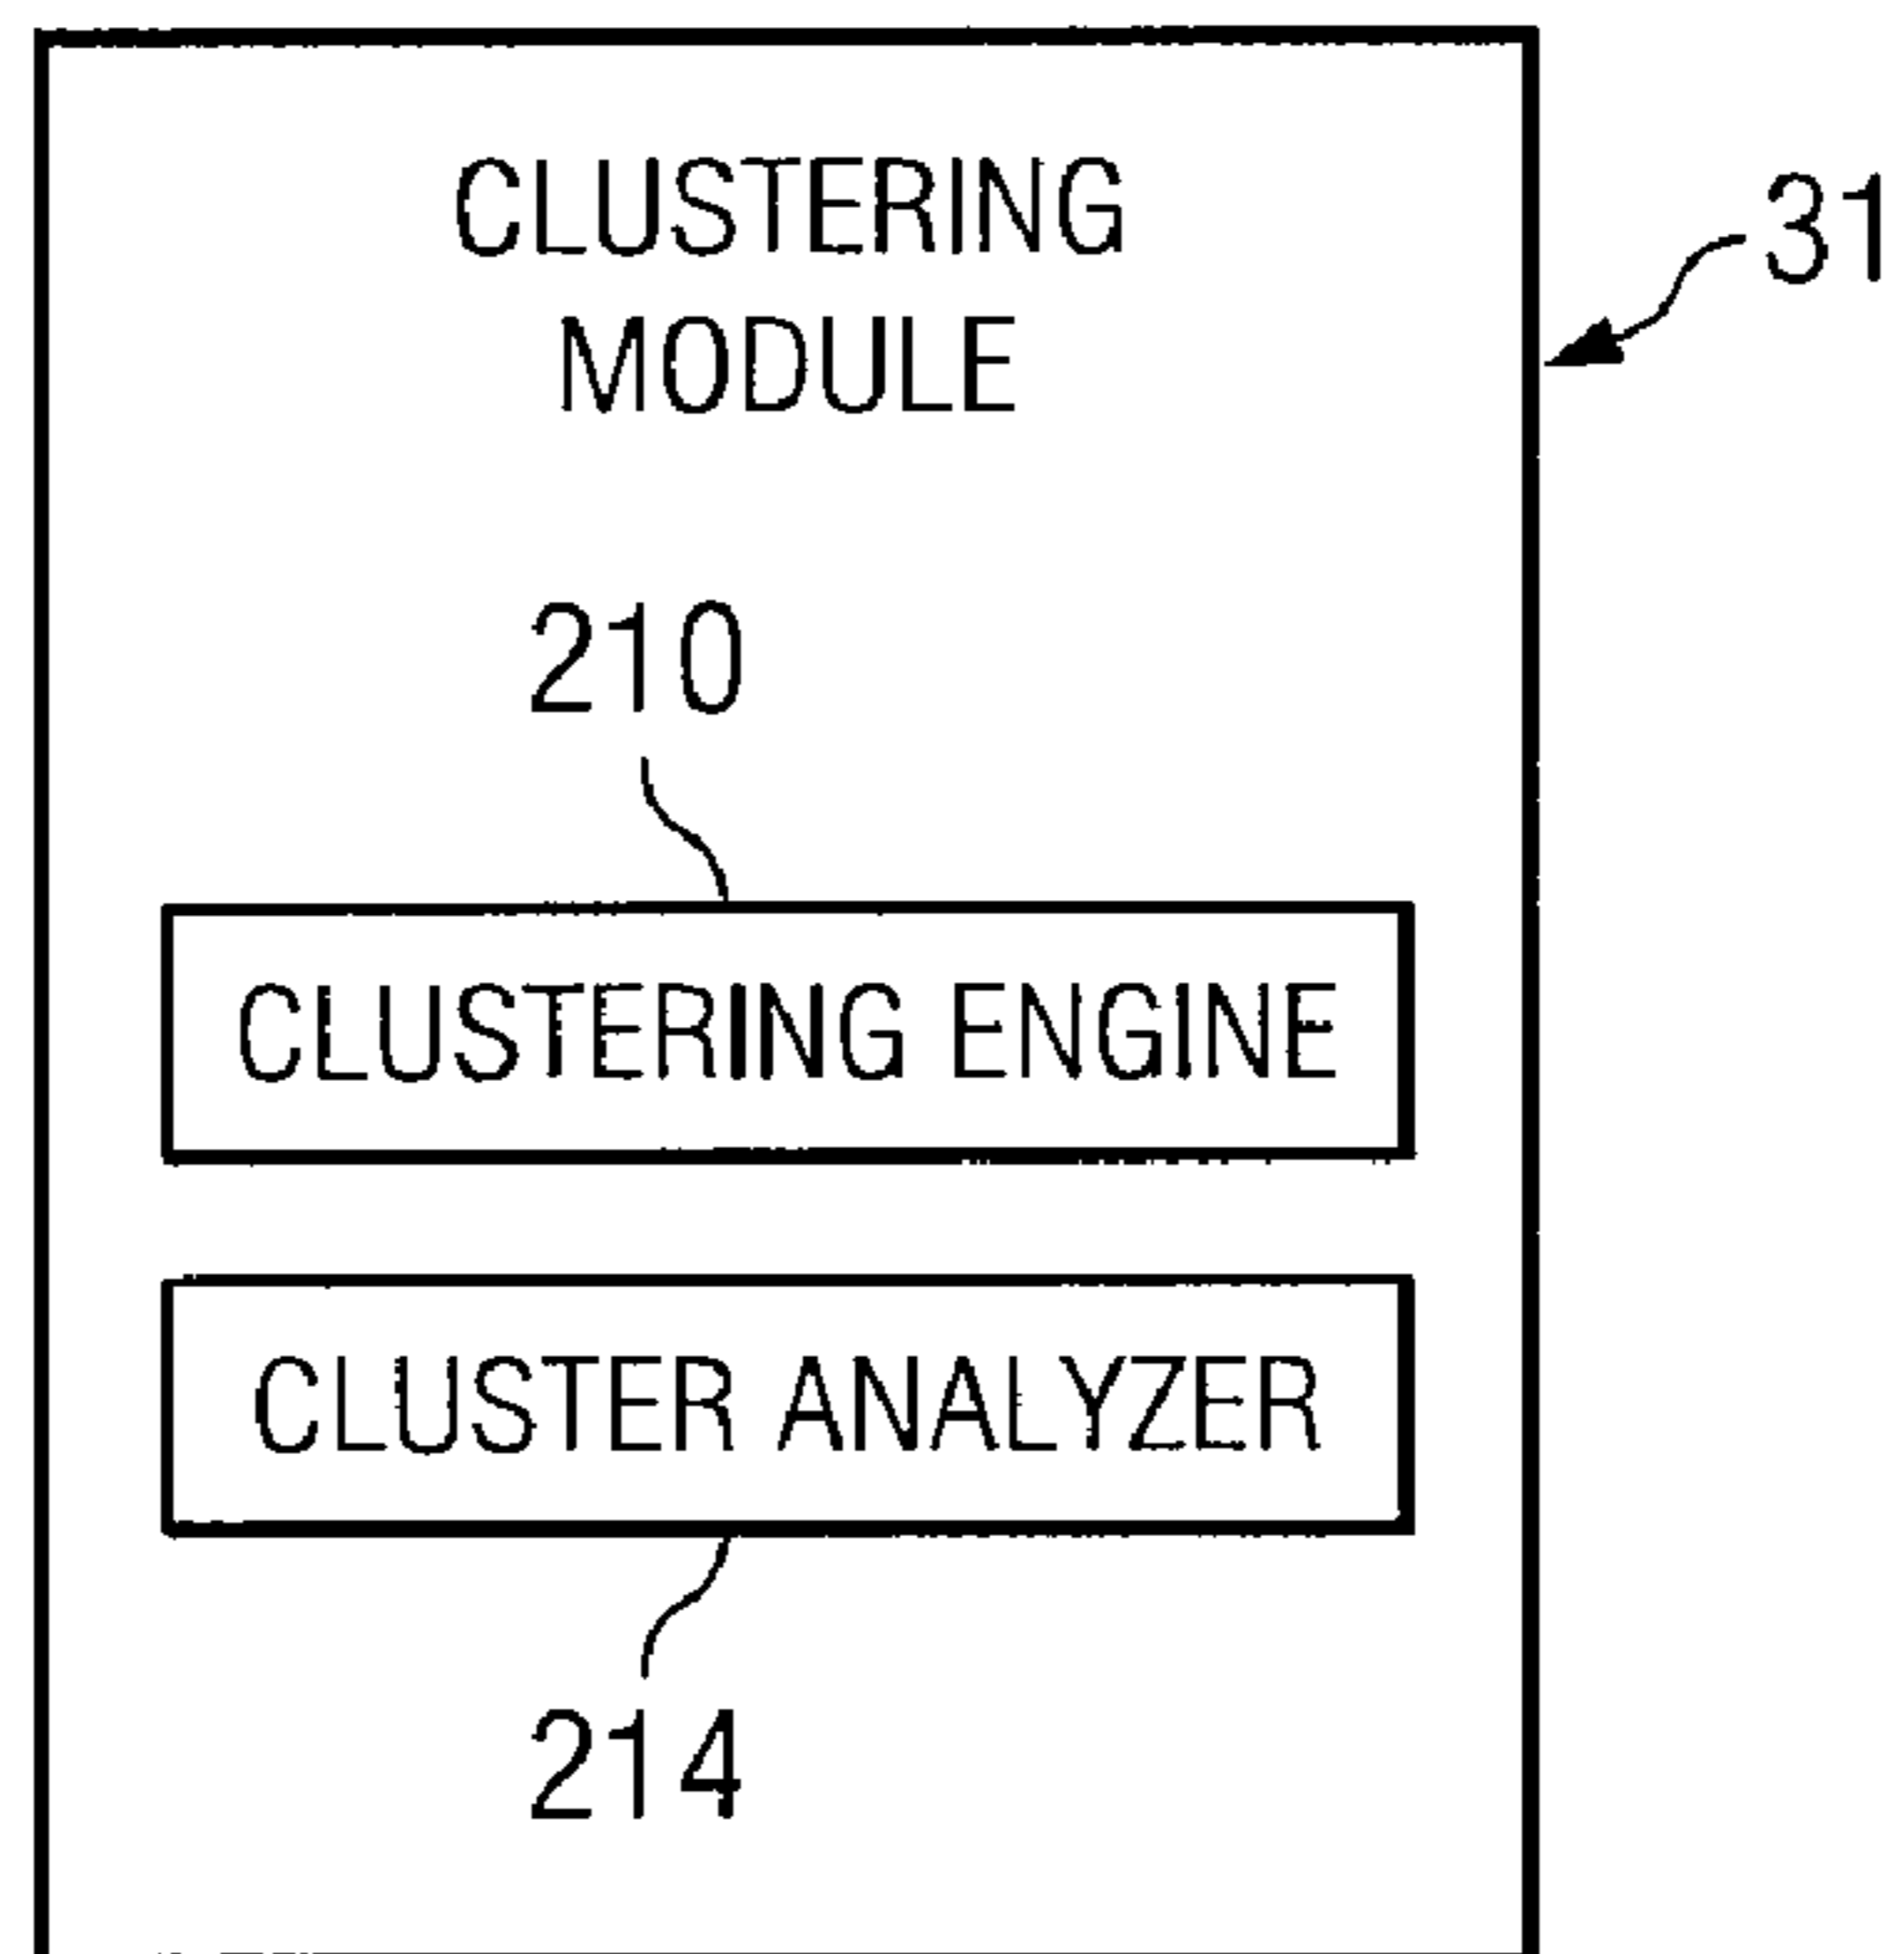 CLUSTERING
MODULE
31
210
CLUSTERING ENGINE
CLUSTER ANALYZER
214